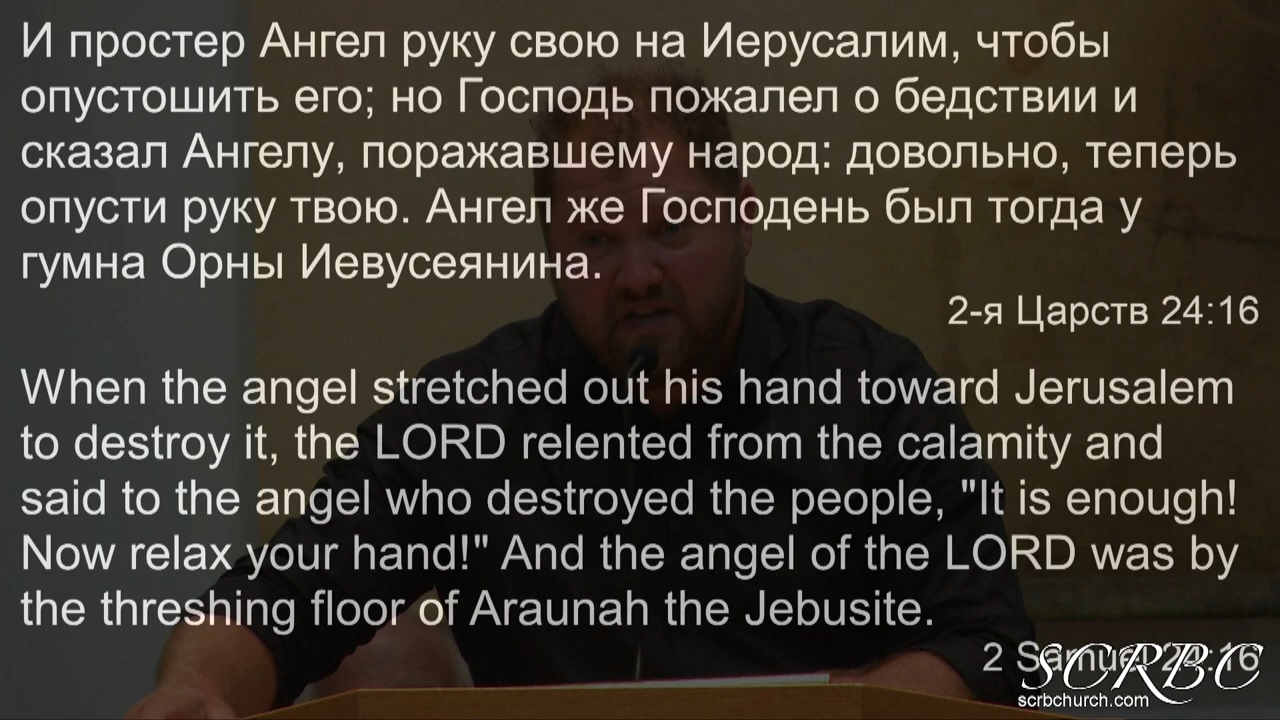 И простер Ангел руку свою на Иерусалим, чтобы
опустошить его; но Господь пожалел о бедствии и
сказал Ангелу, поражавшему народ: довольно, теперь
опусти руку твою. Ангел же Господень был тогда у
гумна Орны Иевусеянина.
2-я Царств 24:16
When the angel stretched out his hand toward Jerusalem
to destroy it, the LORD relented from the calamity and
said to the angel who destroyed the people, "It is enough!
Now relax your hand!" And the angel of the LORD was by
the threshing floor of Araunah the Jebusite.
2 Samuel 24:16
SCRBC
scrbchurch.com